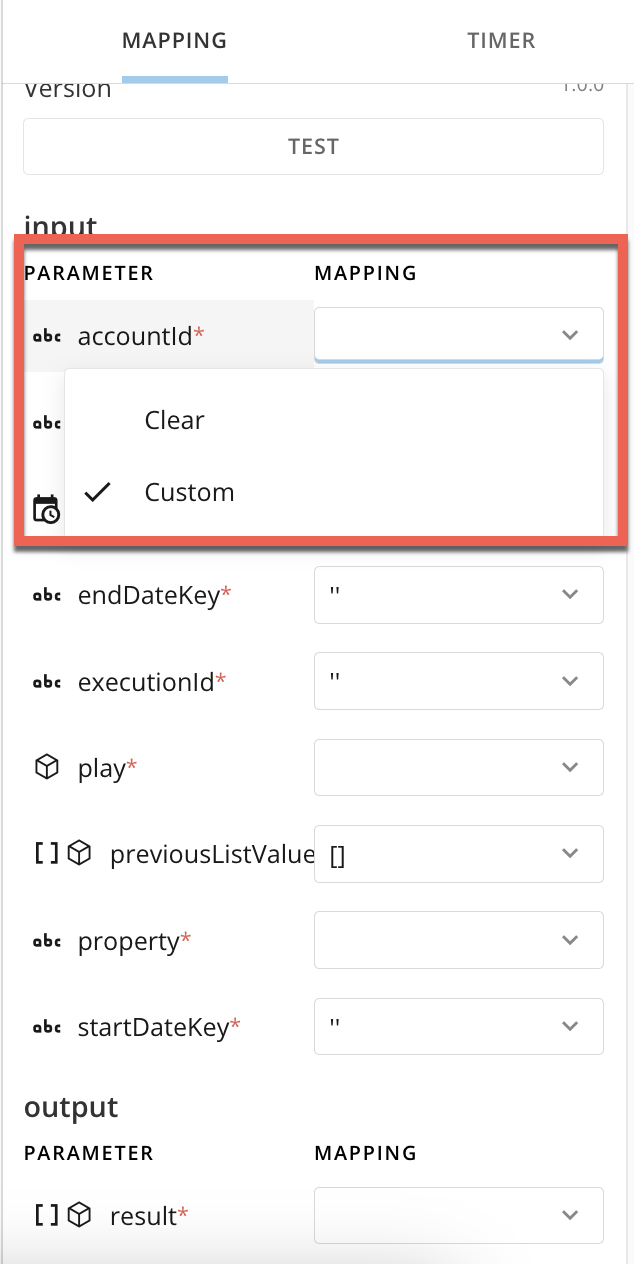 MAPPING TIMER
Version 1.0.0
TEST
input
PARAMETER MAPPING
abc accountId*
abc Clear
Custom
abc endDateKey* ''
abc executionId* ''
play*
[] previousListValue []
abc property*
abc startDateKey* ''
output
PARAMETER MAPPING
[] result*